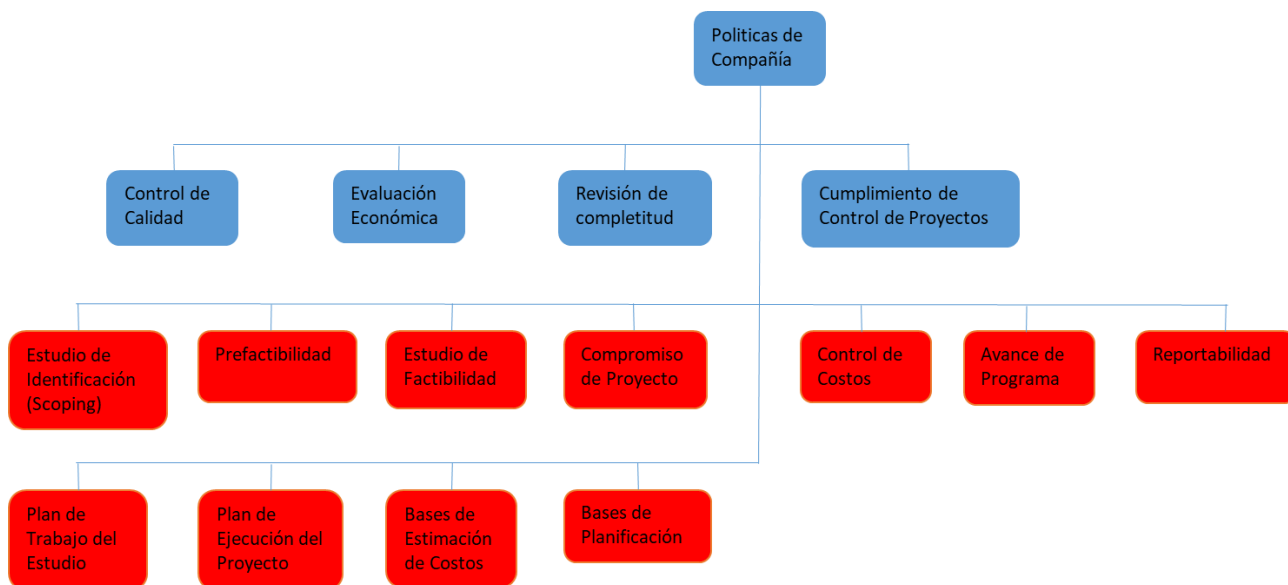 Politicas de
Compañía
Control de
Calidad
Evaluación
Económica
Revisión de
completitud
Cumplimiento de
Control de Proyectos
Estudio de
Identificación
(Scoping)
Prefactibilidad
Estudio de
Factibilidad
Compromiso
de Proyecto
Control de
Costos
Avance de
Programa
Reportabilidad
Plan de
Trabajo del
Estudio
Plan de
Ejecución del
Proyecto
Bases de
Estimación
de Costos
Bases de
Planificación